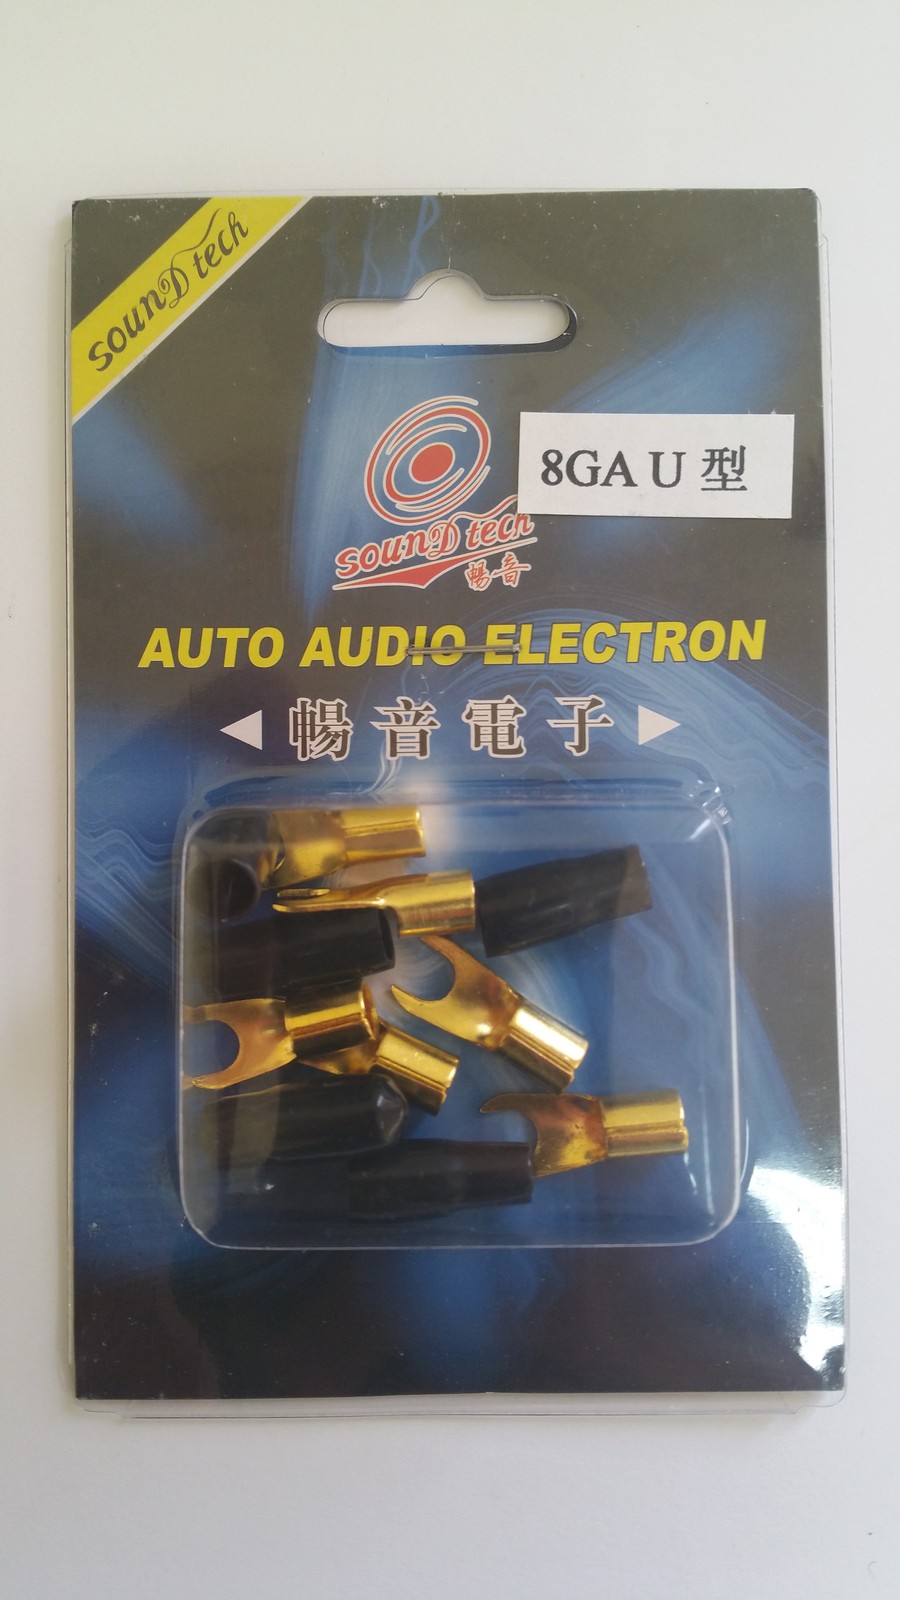 sounD tech
8GA U 型
sounD tech
暢音
AUTO AUDIO ELECTRON
暢音電子